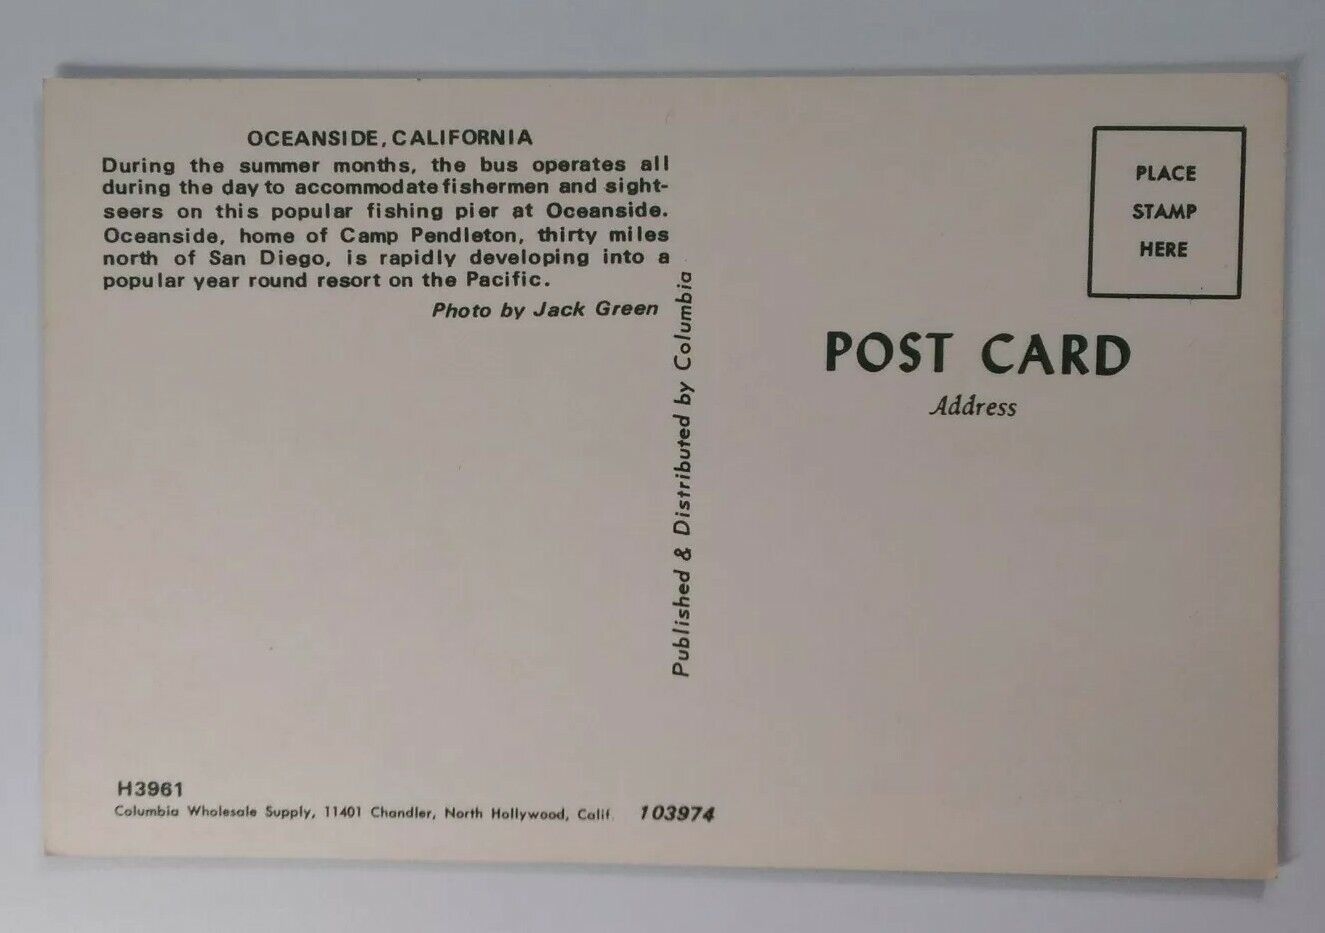 OCEANSIDE, CALIFORNIA
During the summer months, the bus operates all
during the day to accommodate fishermen and sight-
seers on this popular fishing pier at Oceanside.
Oceanside, home of Camp Pendleton, thirty miles
north of San Diego, is rapidly developing into a
popular year round resort on the Pacific.
Photo by Jack Green
Published & Distributed by Columbia
PLACE
STAMP
HERE
POST CARD
Address
H3961
Columbia Wholesale Supply, 11401 Chandler, North Hollywood, Calif. 103974